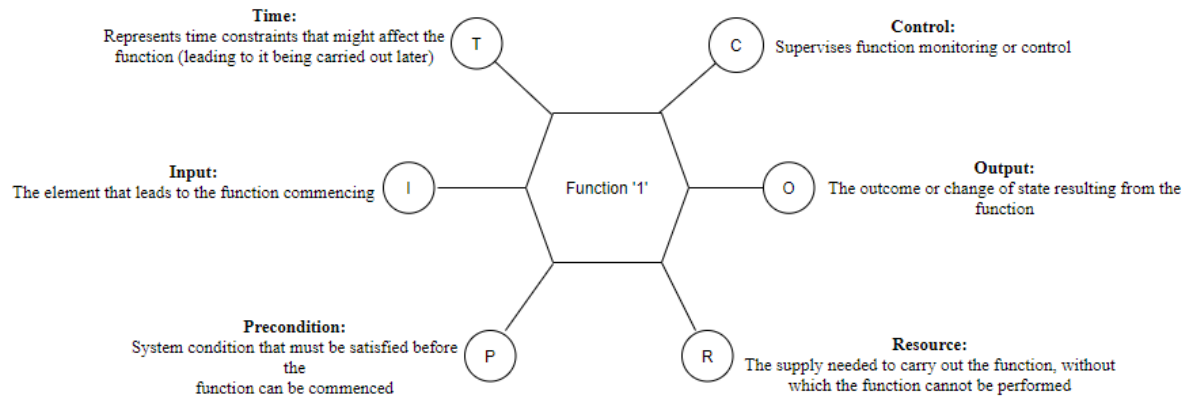 Time:
Represents time constraints that might affect the
function (leading to it being carried out later)
T
C
Control:
Supervises function monitoring or control
Input:
The element that leads to the function commencing
I
Function '1'
O
Output:
The outcome or change of state resulting from the
function
Precondition:
System condition that must be satisfied before
the
function can be commenced
P
R
Resource:
The supply needed to carry out the function, without
which the function cannot be performed